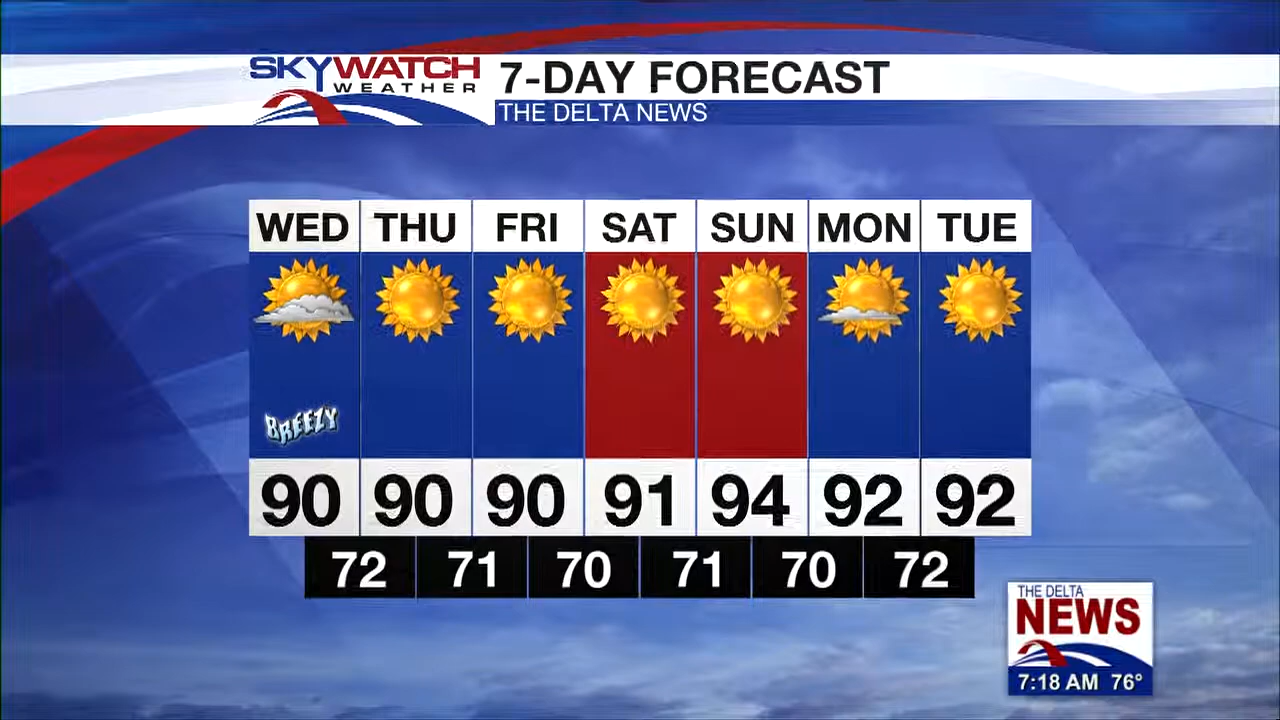 SKYWATCH
WEATHER
7-DAY FORECAST
THE DELTA NEWS
WED THU FRI SAT SUN MON TUE
BREEZY
90 90 90 91 94 92 92
72 71 70 71 70 72
THE DELTA
NEWS
7:18 AM 76°